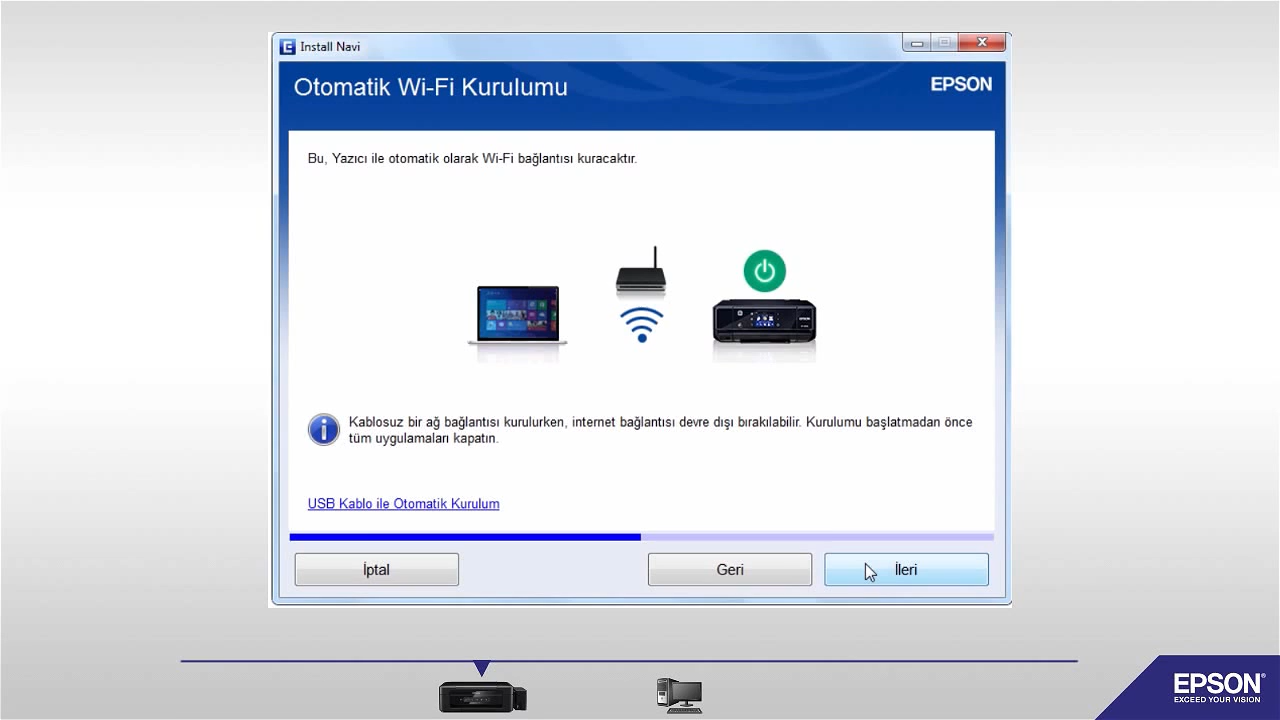 Install Navi
Otomatik Wi-Fi Kurulumu
EPSON
Bu, Yazıcı ile otomatik olarak Wi-Fi bağlantısı kuracaktır.
Kablosuz bir ağ bağlantısı kurulurken, internet bağlantısı devre dışı bırakılabilir. Kurulumu başlatmadan önce
tüm uygulamaları kapatın.
USB Kablo ile Otomatik Kurulum
İptal
Geri
İleri
EPSON®
EXCEED YOUR VISION